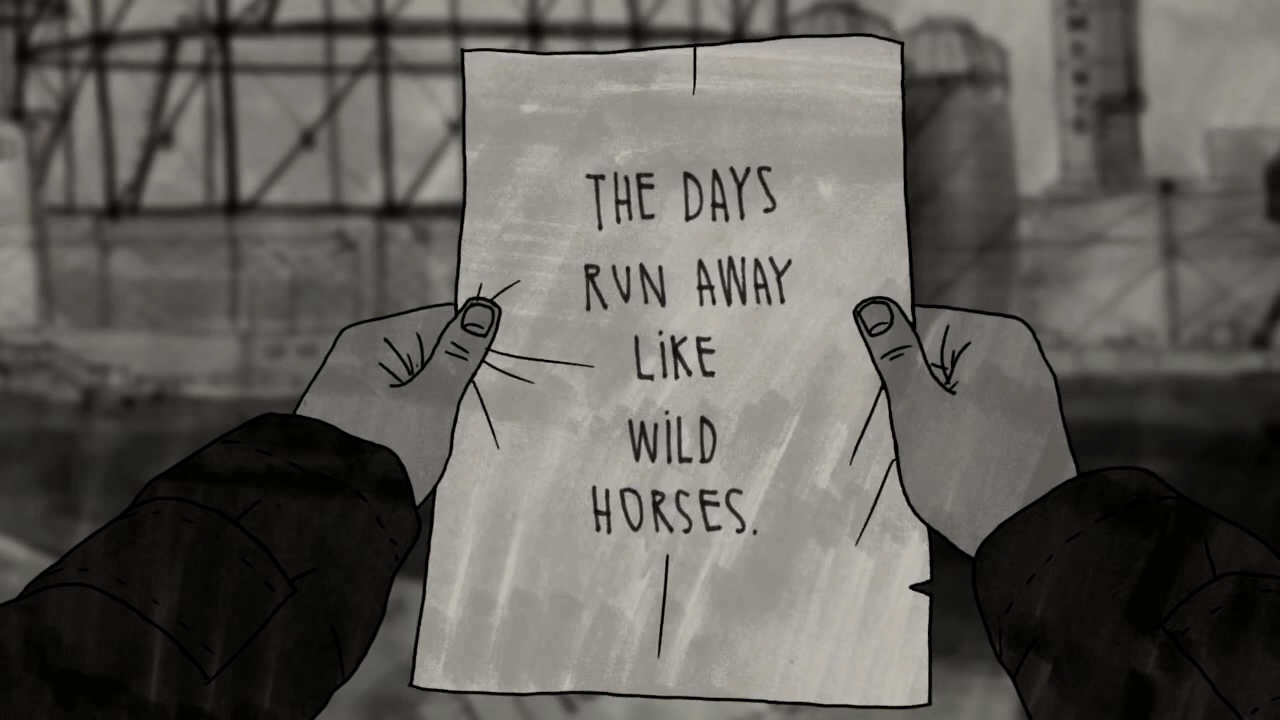 THE DAYS
RUN AWAY
LiKE
WiLD
HORSES.